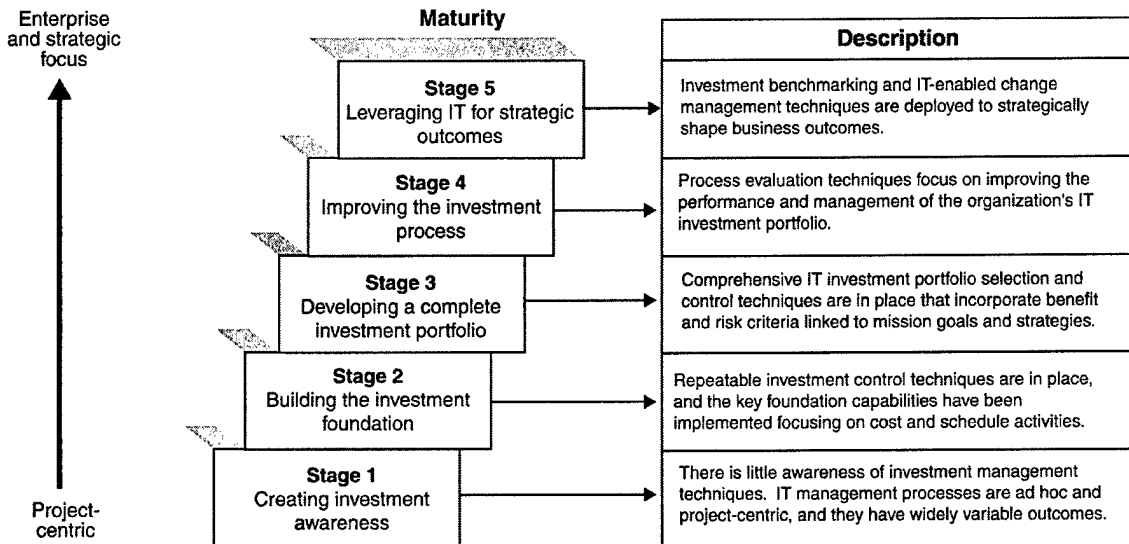 Enterprise
and strategic
focus
Project-
centric
Maturity
Description
Stage 5
Leveraging IT for strategic
outcomes
Investment benchmarking and IT-enabled change
management techniques are deployed to strategically
shape business outcomes.
Stage 4
Improving the investment
process
Process evaluation techniques focus on improving the
performance and management of the organization's IT
investment portfolio.
Stage 3
Developing a complete
investment portfolio
Comprehensive IT investment portfolio selection and
control techniques are in place that incorporate benefit
and risk criteria linked to mission goals and strategies.
Stage 2
Building the investment
foundation
Repeatable investment control techniques are in place,
and the key foundation capabilities have been
implemented focusing on cost and schedule activities.
Stage 1
Creating investment
awareness
There is little awareness of investment management
techniques. IT management processes are ad hoc and
project-centric, and they have widely variable outcomes.